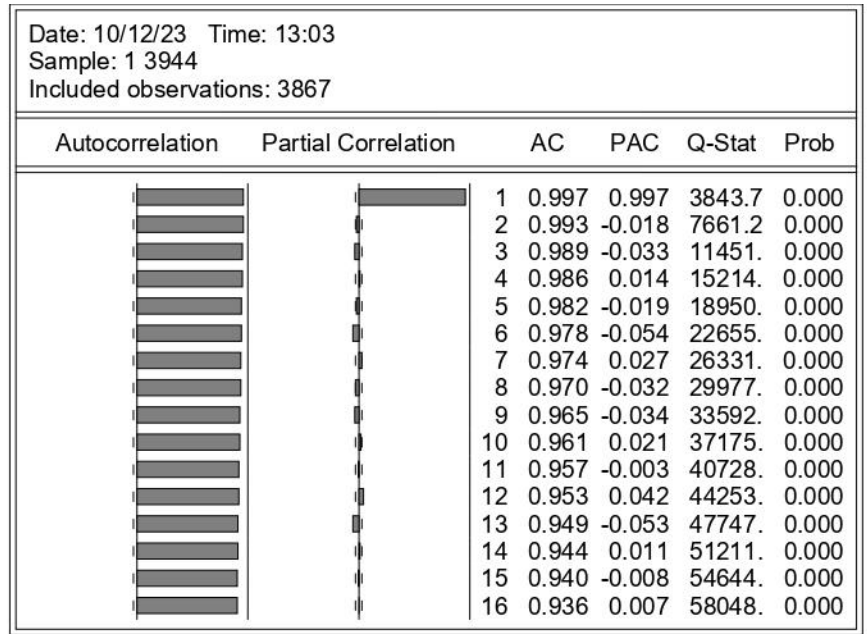 Date: 10/12/23 Time: 13:03
Sample: 1 3944
Included observations: 3867
Autocorrelation Partial Correlation AC PAC Q-Stat Prob
1 0.997 0.997 3843.7 0.000
2 0.993 -0.018 7661.2 0.000
3 0.989 -0.033 11451. 0.000
4 0.986 0.014 15214. 0.000
5 0.982 -0.019 18950. 0.000
6 0.978 -0.054 22655. 0.000
7 0.974 0.027 26331. 0.000
8 0.970 -0.032 29977. 0.000
9 0.965 -0.034 33592. 0.000
10 0.961 0.021 37175. 0.000
11 0.957 -0.003 40728. 0.000
12 0.953 0.042 44253. 0.000
13 0.949 -0.053 47747. 0.000
14 0.944 0.011 51211. 0.000
15 0.940 -0.008 54644. 0.000
16 0.936 0.007 58048. 0.000